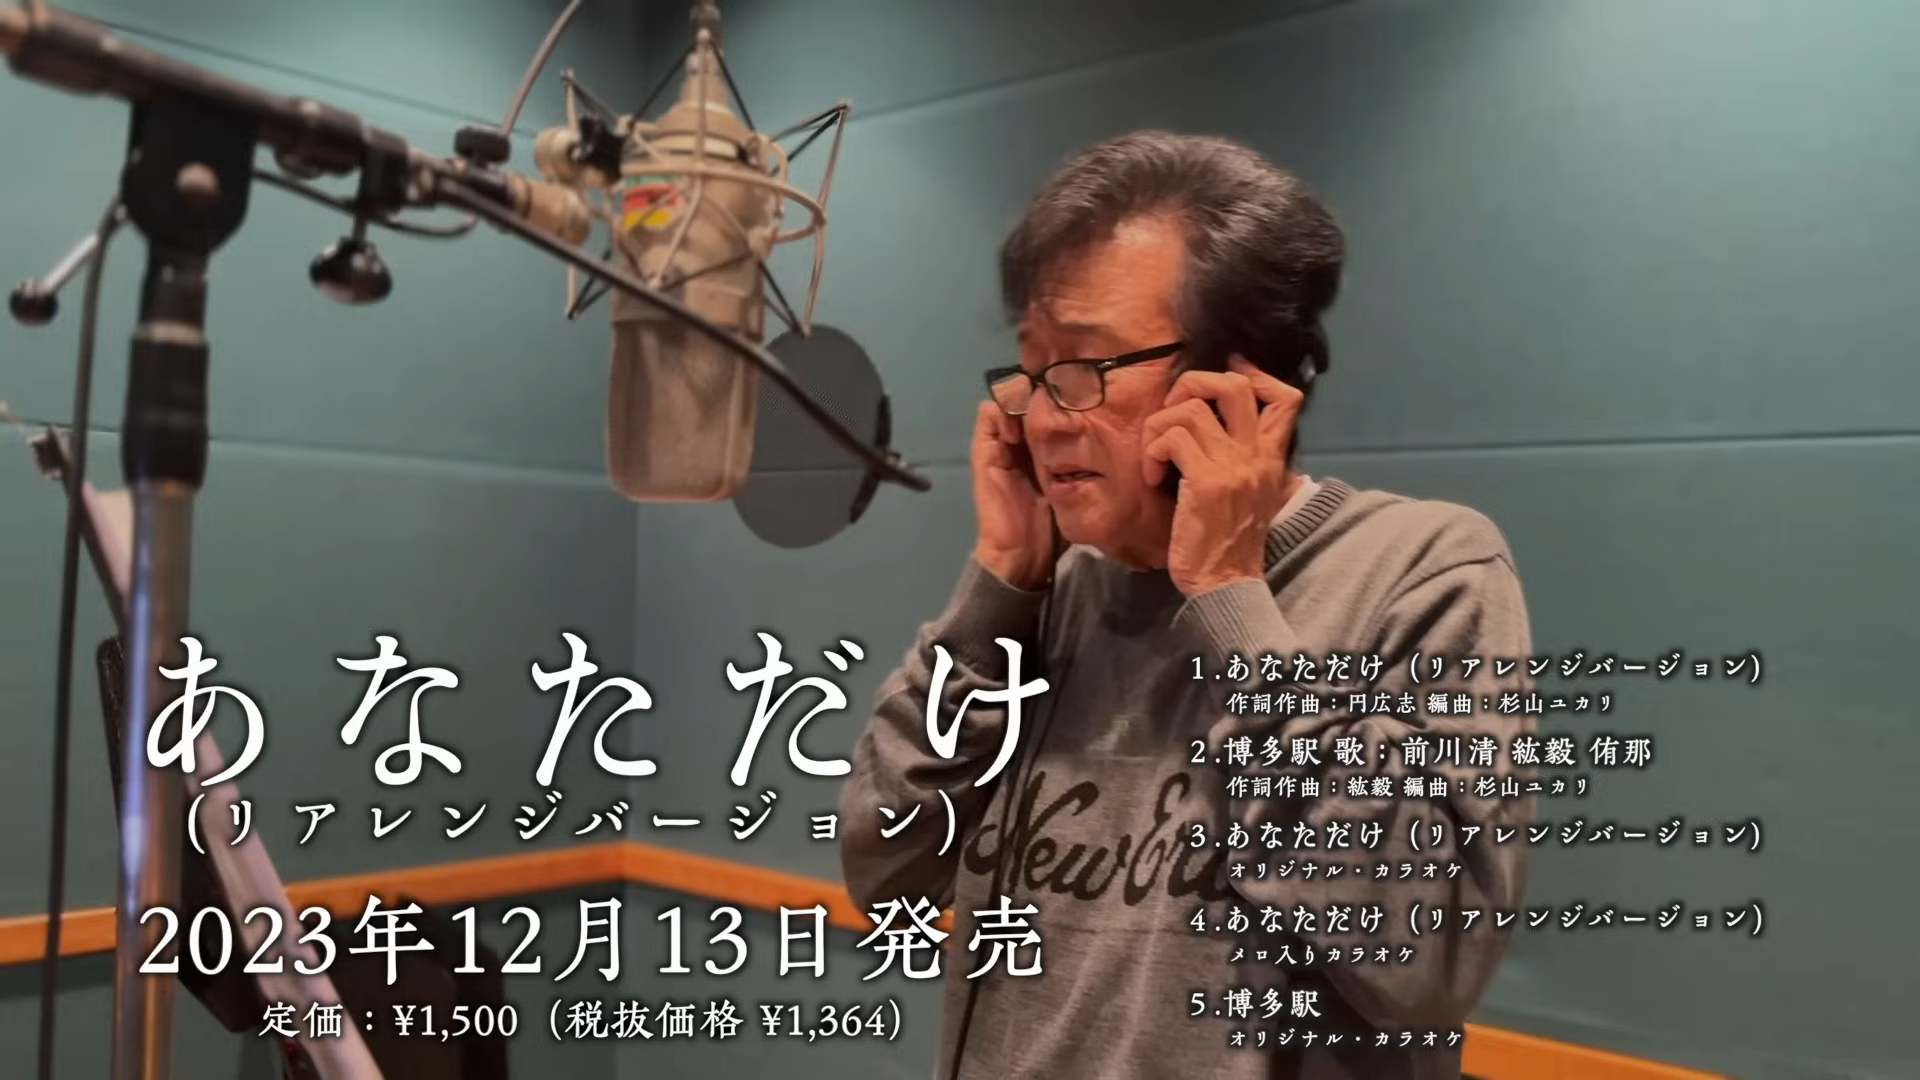 あなただけ
(リアレンジバージョン)
2023年12月13日発売
定価：¥1,500（税抜価格 ¥1,364）
1.あなただけ（リアレンジバージョン）
作詞作曲：円広志 編曲：杉山ユカリ
2.博多駅 歌：前川清 紘毅 侑那
作詞作曲：紘毅 編曲：杉山ユカリ
3.あなただけ（リアレンジバージョン）
オリジナル・カラオケ
4.あなただけ（リアレンジバージョン）
メロ入りカラオケ
5.博多駅
オリジナル・カラオケ
New Era